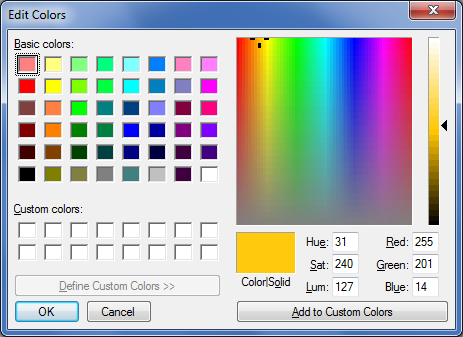 Edit Colors
Basic colors:
Custom colors:
Define Custom Colors >>
OK
Cancel
Color|Solid
Hue: 31
Sat: 240
Lum: 127
Red: 255
Green: 201
Blue: 14
Add to Custom Colors